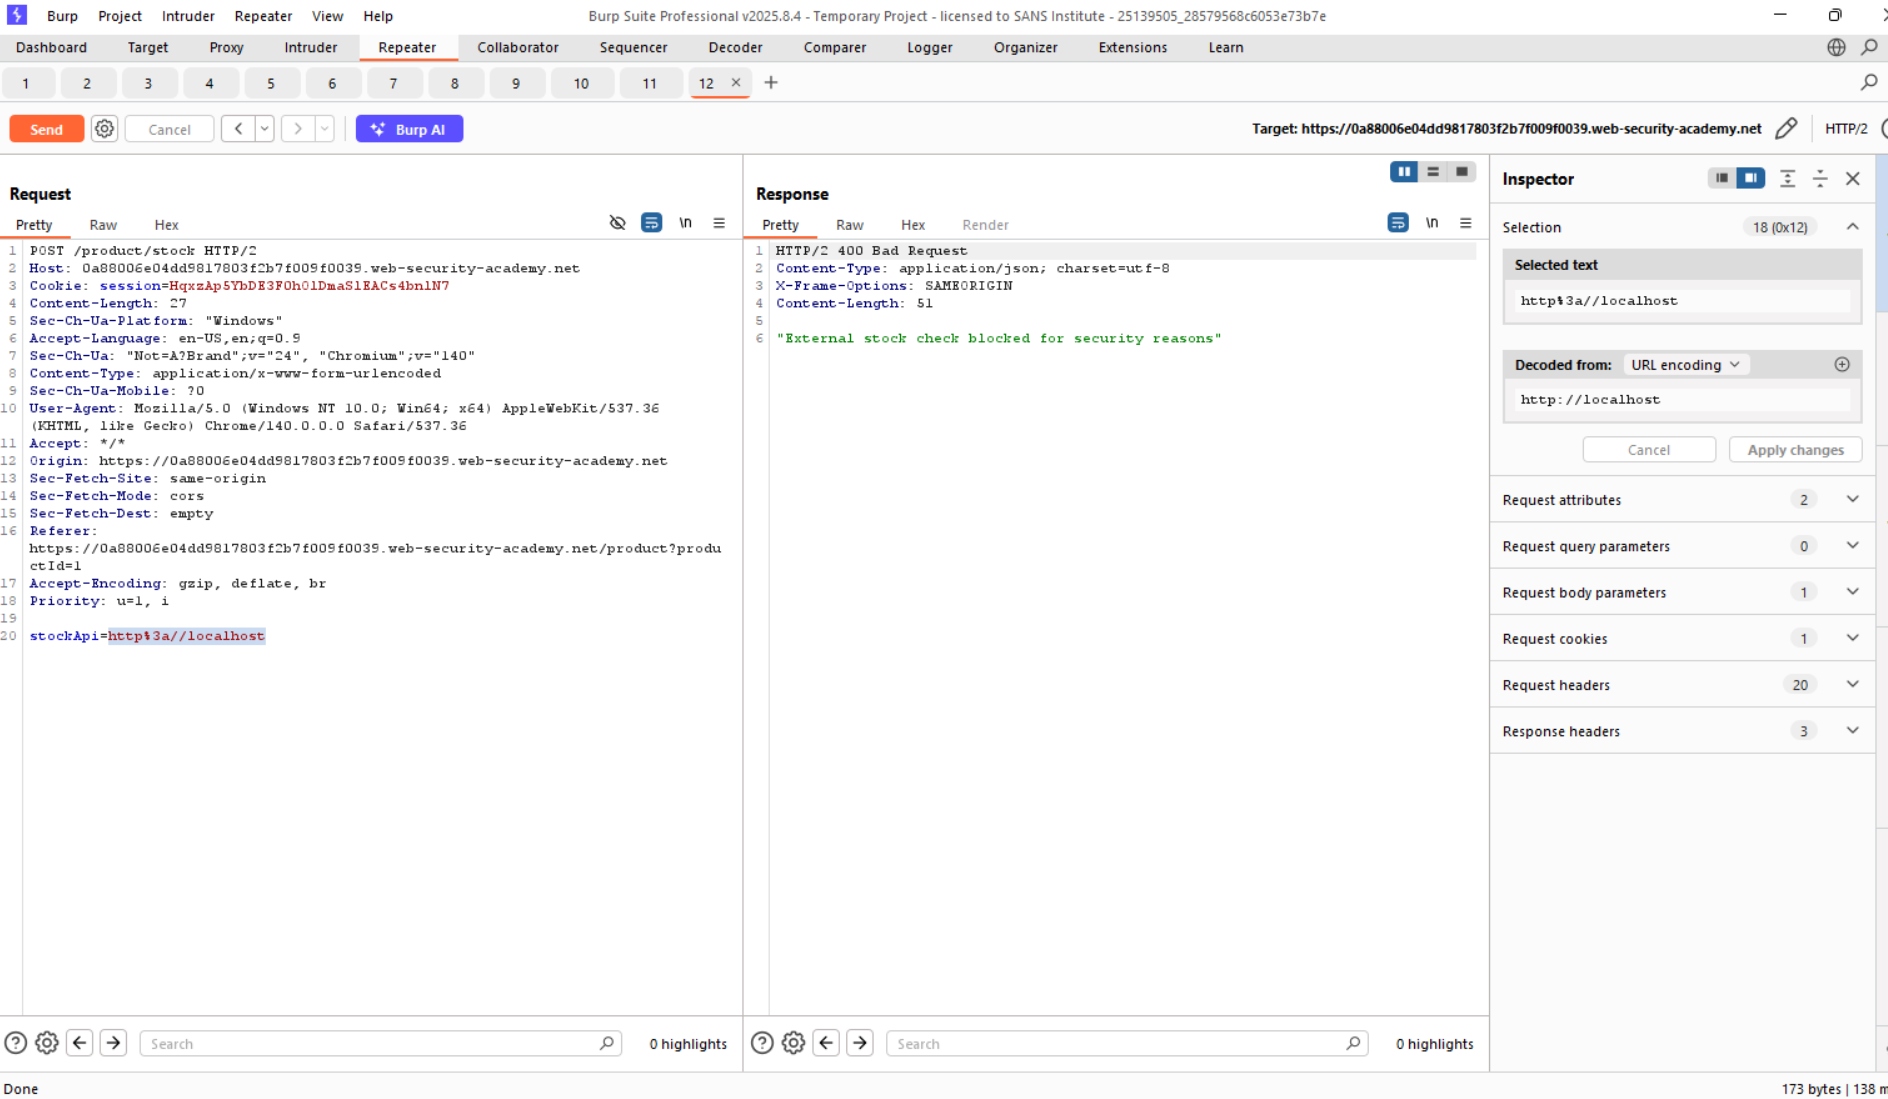 Burp Project Intruder Repeater View Help
Burp Suite Professional v2025.8.4 - Temporary Project - licensed to SANS Institute - 25139505_28579568c6053e73b7e
Dashboard Target Proxy Intruder Repeater Collaborator Sequencer Decoder Comparer Logger Organizer Extensions Learn
1 2 3 4 5 6 7 8 9 10 11 12 × +
Send Cancel < > Burp AI
Target: https://0a88006e04dd9817803f2b7f009f0039.web-security-academy.net HTTP/2
Request
Pretty Raw Hex \n
1 POST /product/stock HTTP/2
2 Host: 0a88006e04dd9817803f2b7f009f0039.web-security-academy.net
3 Cookie: session=HqxzAp5YbDE3F0h0lDmaSlEACs4bnlN7
4 Content-Length: 27
5 Sec-Ch-Ua-Platform: "Windows"
6 Accept-Language: en-US,en;q=0.9
7 Sec-Ch-Ua: "Not=A?Brand";v="24", "Chromium";v="140"
8 Content-Type: application/x-www-form-urlencoded
9 Sec-Ch-Ua-Mobile: ?0
10 User-Agent: Mozilla/5.0 (Windows NT 10.0; Win64; x64) AppleWebKit/537.36
(KHTML, like Gecko) Chrome/140.0.0.0 Safari/537.36
11 Accept: */*
12 Origin: https://0a88006e04dd9817803f2b7f009f0039.web-security-academy.net
13 Sec-Fetch-Site: same-origin
14 Sec-Fetch-Mode: cors
15 Sec-Fetch-Dest: empty
16 Referer:
https://0a88006e04dd9817803f2b7f009f0039.web-security-academy.net/product?produ
ctId=1
17 Accept-Encoding: gzip, deflate, br
18 Priority: u=1, i
19
20 stockApi=http%3a//localhost
Search 0 highlights
Response
Pretty Raw Hex Render \n
1 HTTP/2 400 Bad Request
2 Content-Type: application/json; charset=utf-8
3 X-Frame-Options: SAMEORIGIN
4 Content-Length: 51
5
6 "External stock check blocked for security reasons"
Search 0 highlights
Inspector
Selection 18 (0x12)
Selected text
http%3a//localhost
Decoded from: URL encoding
http://localhost
Cancel Apply changes
Request attributes 2
Request query parameters 0
Request body parameters 1
Request cookies 1
Request headers 20
Response headers 3
Done
173 bytes | 138 m